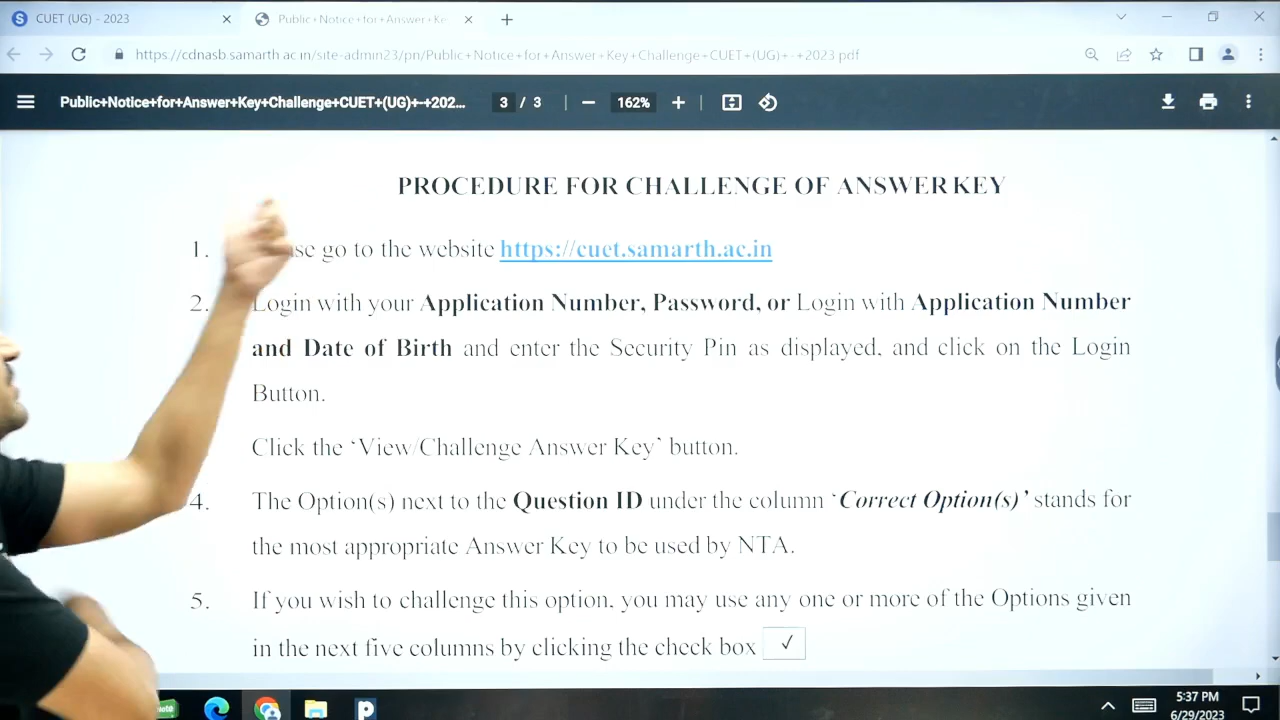 CUET (UG) - 2023
Public+Notice+for+Answer+Ke
https://cdnasb.samarth.ac.in/site-admin23/pn/Public+Notice+for+Answer+Key+Challenge+CUET+(UG)+-+2023.pdf
Public+Notice+for+Answer+Key+Challenge+CUET+(UG)+-+202... 3 / 3 162%
PROCEDURE FOR CHALLENGE OF ANSWER KEY
1. go to the website https://cuet.samarth.ac.in
2. Login with your Application Number, Password, or Login with Application Number
and Date of Birth and enter the Security Pin as displayed, and click on the Login
Button.
Click the ‘View/Challenge Answer Key’ button.
4. The Option(s) next to the Question ID under the column ‘Correct Option(s)’ stands for
the most appropriate Answer Key to be used by NTA.
5. If you wish to challenge this option, you may use any one or more of the Options given
in the next five columns by clicking the check box ✓
5:37 PM
6/29/2023